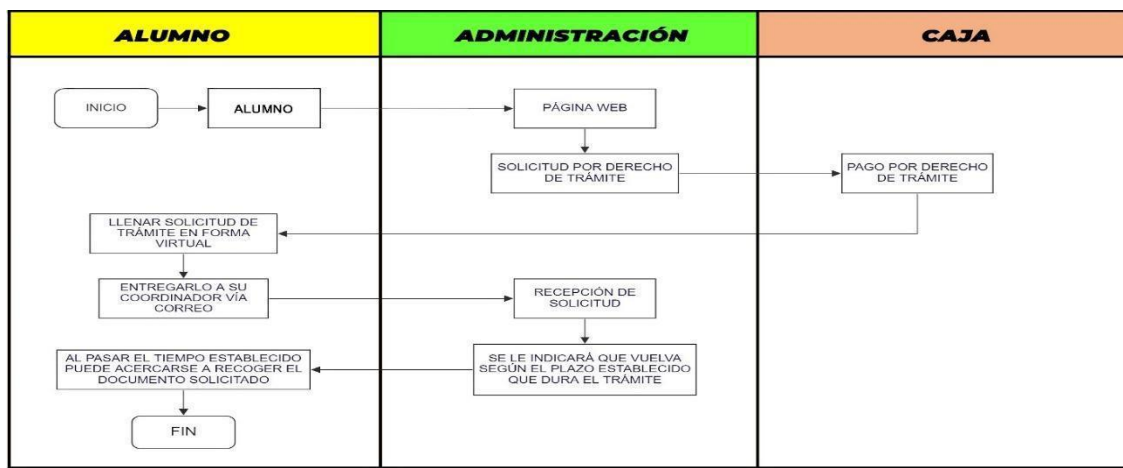 ALUMNO
ADMINISTRACIÓN
CAJA
INICIO
ALUMNO
PÁGINA WEB
SOLICITUD POR DERECHO
DE TRÁMITE
PAGO POR DERECHO
DE TRÁMITE
LLENAR SOLICITUD DE
TRÁMITE EN FORMA
VIRTUAL
ENTREGARLO A SU
COORDINADOR VÍA
CORREO
RECEPCIÓN DE
SOLICITUD
SE LE INDICARÁ QUE VUELVA
SEGÚN EL PLAZO ESTABLECIDO
QUE DURA EL TRÁMITE
AL PASAR EL TIEMPO ESTABLECIDO
PUEDE ACERCARSE A RECOGER EL
DOCUMENTO SOLICITADO
FIN